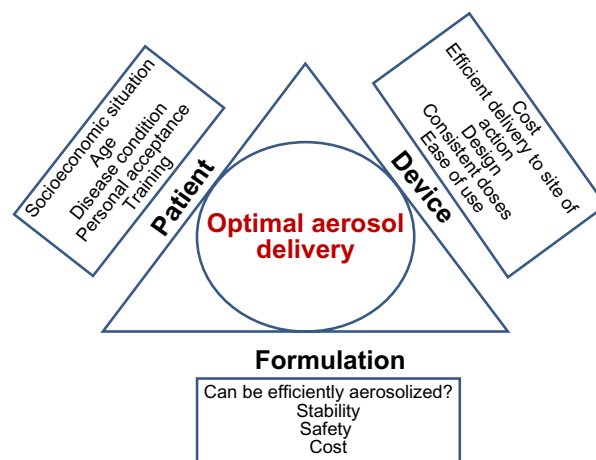 Socioeconomic situation
Age
Disease condition
Personal acceptance
Training
Patient
Cost
Efficient delivery to site of
action
Design
Consistent doses
Ease of use
Device
Optimal aerosol
delivery
Formulation
Can be efficiently aerosolized?
Stability
Safety
Cost